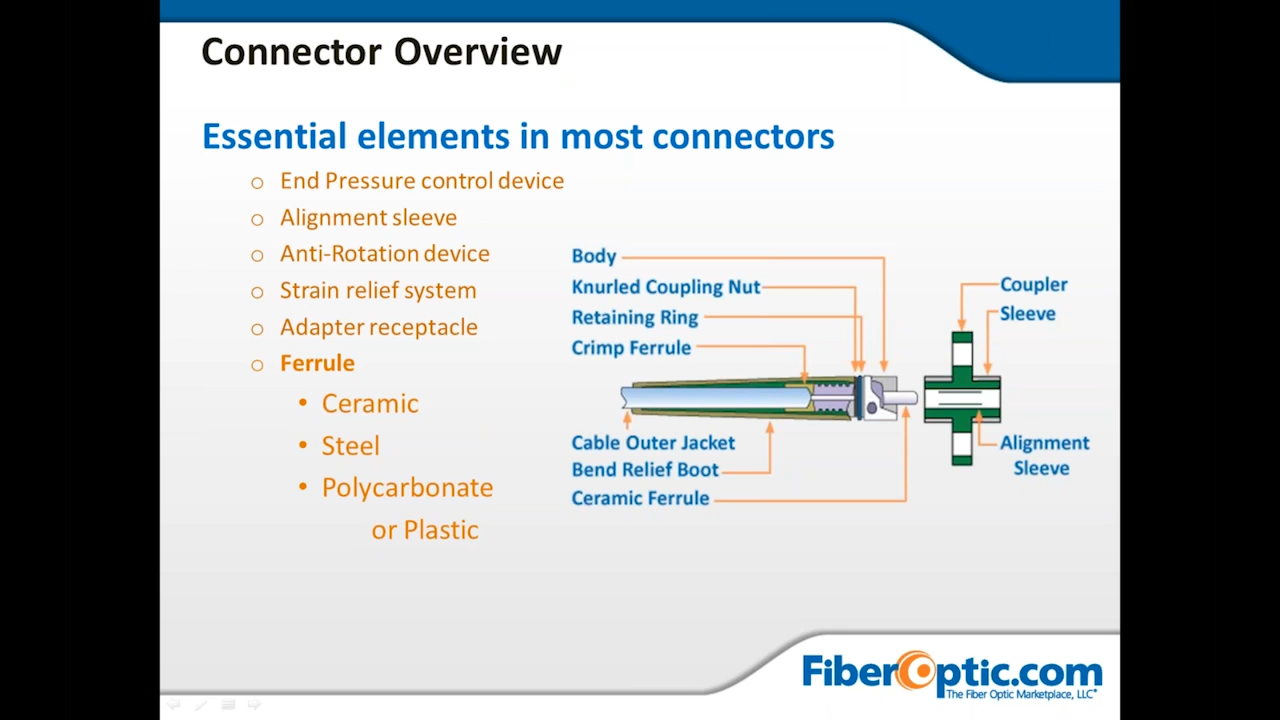 Connector Overview
Essential elements in most connectors
o End Pressure control device
o Alignment sleeve
o Anti-Rotation device
o Strain relief system
o Adapter receptacle
o Ferrule
• Ceramic
• Steel
• Polycarbonate
or Plastic
Body
Knurled Coupling Nut
Retaining Ring
Crimp Ferrule
Cable Outer Jacket
Bend Relief Boot
Ceramic Ferrule
Coupler
Sleeve
Alignment
Sleeve
FiberOptic.com
The Fiber Optic Marketplace, LLC®